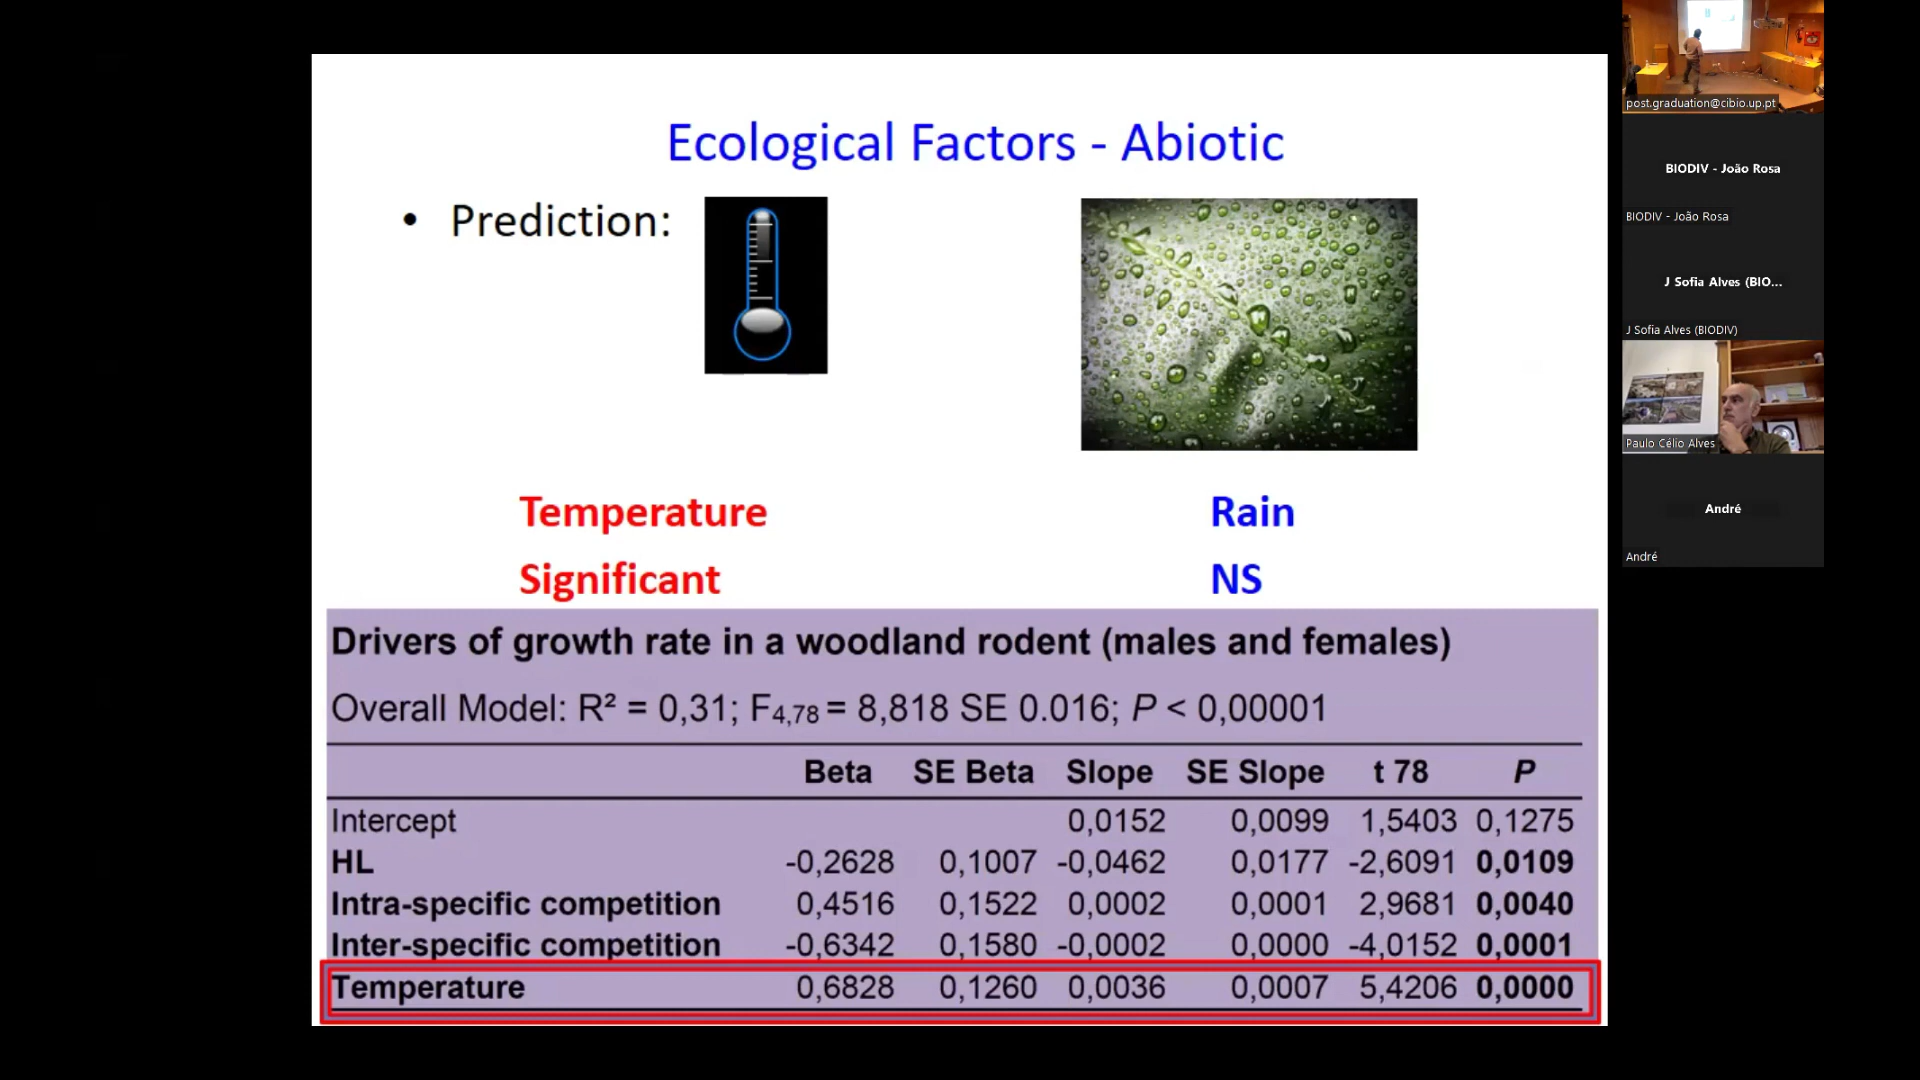 Ecological Factors - Abiotic
• Prediction:
Temperature
Significant
Rain
NS
Drivers of growth rate in a woodland rodent (males and females)
Overall Model: R² = 0,31; F4,78 = 8,818 SE 0.016; P < 0,00001
Beta SE Beta Slope SE Slope t 78 P
Intercept 0,0152 0,0099 1,5403 0,1275
HL -0,2628 0,1007 -0,0462 0,0177 -2,6091 0,0109
Intra-specific competition 0,4516 0,1522 0,0002 0,0001 2,9681 0,0040
Inter-specific competition -0,6342 0,1580 -0,0002 0,0000 -4,0152 0,0001
Temperature 0,6828 0,1260 0,0036 0,0007 5,4206 0,0000
post.graduation@cibio.up.pt
BIODIV - João Rosa
BIODIV - João Rosa
J Sofia Alves (BIO...
J Sofia Alves (BIODIV)
Paulo Célio Alves
André
André